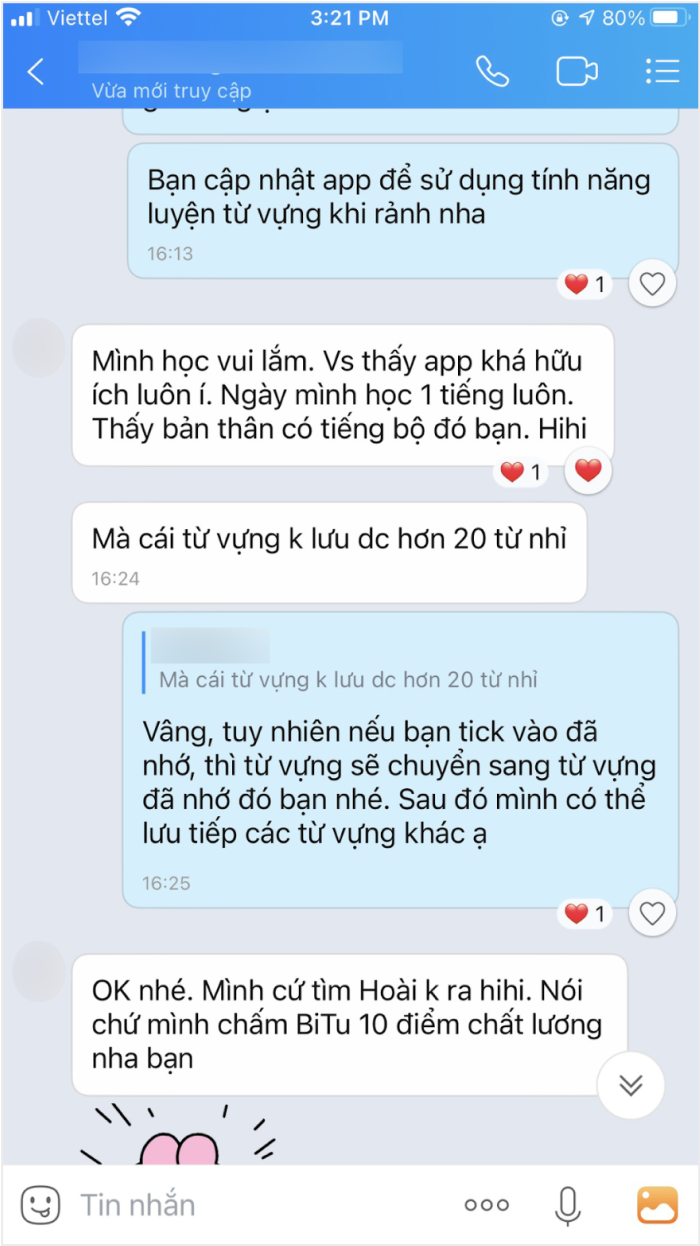 Viettel
3:21 PM
80%
Vừa mới truy cập
Bạn cập nhật app để sử dụng tính năng
luyện từ vựng khi rảnh nha
16:13
1
Mình học vui lắm. Vs thấy app khá hữu
ích luôn í. Ngày mình học 1 tiếng luôn.
Thấy bản thân có tiếng bộ đó bạn. Hihi
1
Mà cái từ vựng k lưu dc hơn 20 từ nhỉ
16:24
Mà cái từ vựng k lưu dc hơn 20 từ nhỉ
Vâng, tuy nhiên nếu bạn tick vào đã
nhớ, thì từ vựng sẽ chuyển sang từ vựng
đã nhớ đó bạn nhé. Sau đó mình có thể
lưu tiếp các từ vựng khác ạ
16:25
1
OK nhé. Mình cứ tìm Hoài k ra hihi. Nói
chứ mình chấm BiTu 10 điểm chất lương
nha bạn
Tin nhắn